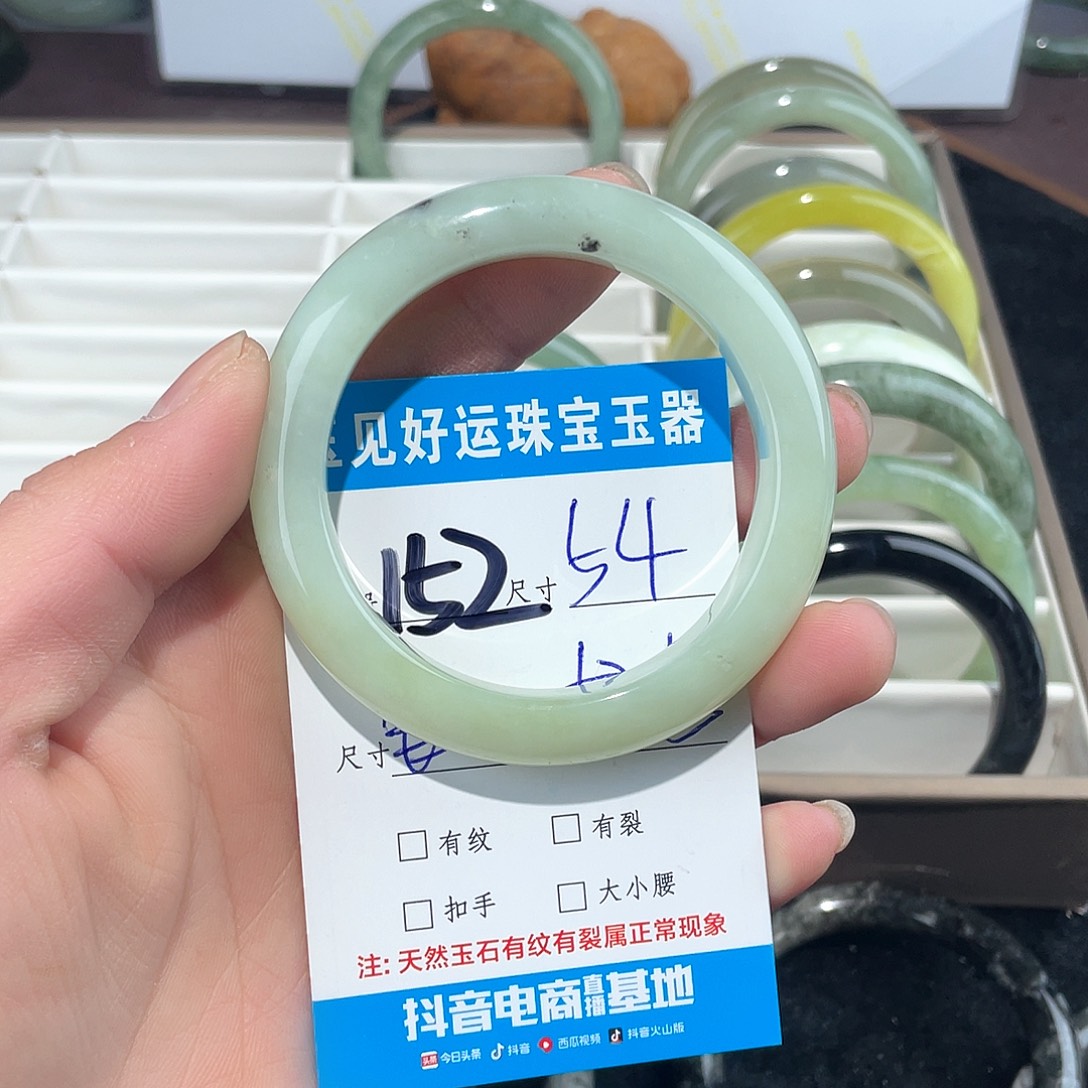 见好运珠宝玉器
152 尺寸 54
尺寸
□ 有纹 □ 有裂
□ 扣手 □ 大小腰
注: 天然玉石有纹有裂属正常现象
抖音电商直播基地
头条 今日头条 抖音 西瓜视频 抖音火山版